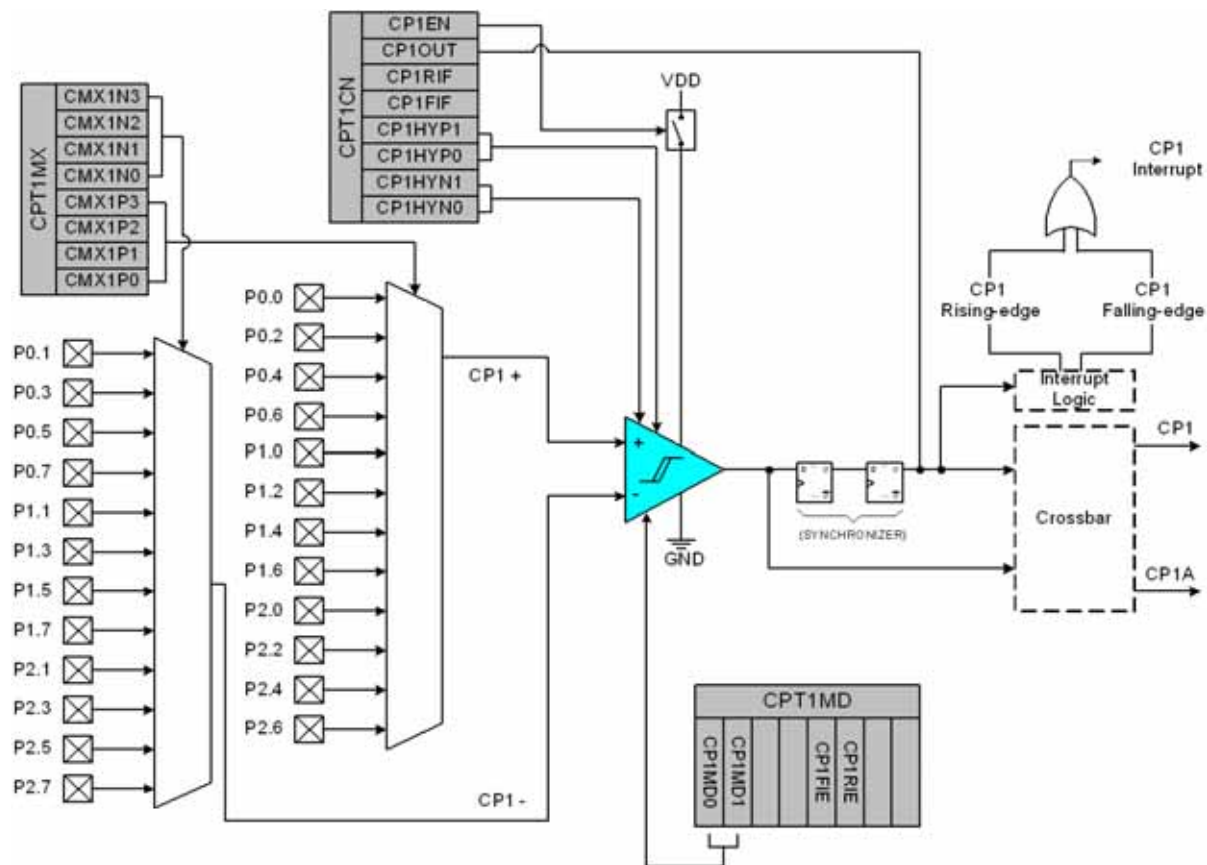 CPT1CN
CP1EN
CP1OUT
CP1RIF
CP1FIF
CP1HYP1
CP1HYP0
CP1HYN1
CP1HYN0
CPT1MX
CMX1N3
CMX1N2
CMX1N1
CMX1N0
CMX1P3
CMX1P2
CMX1P1
CMX1P0
VDD
CP1
Interrupt
CP1
Rising-edge
CP1
Falling-edge
Interrupt
Logic
P0.1
P0.3
P0.5
P0.7
P1.1
P1.3
P1.5
P1.7
P2.1
P2.3
P2.5
P2.7
P0.0
P0.2
P0.4
P0.6
P1.0
P1.2
P1.4
P1.6
P2.0
P2.2
P2.4
P2.6
CP1 +
CP1 -
+
-
GND
(SYNCHRONIZER)
Crossbar
CP1
CP1A
CPT1MD
CP1MD0
CP1MD1
CP1FIE
CP1RIE